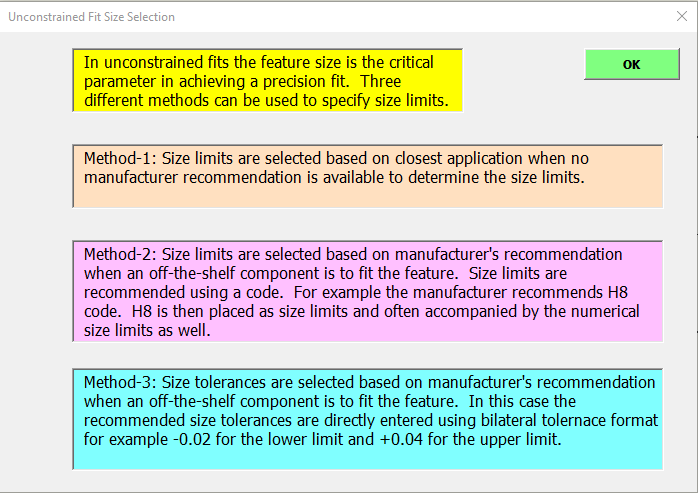 Unconstrained Fit Size Selection
In unconstrained fits the feature size is the critical
parameter in achieving a precision fit.  Three
different methods can be used to specify size limits.
OK
Method-1: Size limits are selected based on closest application when no
manufacturer recommendation is available to determine the size limits.
Method-2: Size limits are selected based on manufacturer's recommendation
when an off-the-shelf component is to fit the feature.  Size limits are
recommended using a code.  For example the manufacturer recommends H8
code.  H8 is then placed as size limits and often accompanied by the numerical
size limits as well.
Method-3: Size tolerances are selected based on manufacturer's recommendation
when an off-the-shelf component is to fit the feature.  In this case the
recommended size tolerances are directly entered using bilateral tolernace format
for example -0.02 for the lower limit and +0.04 for the upper limit.